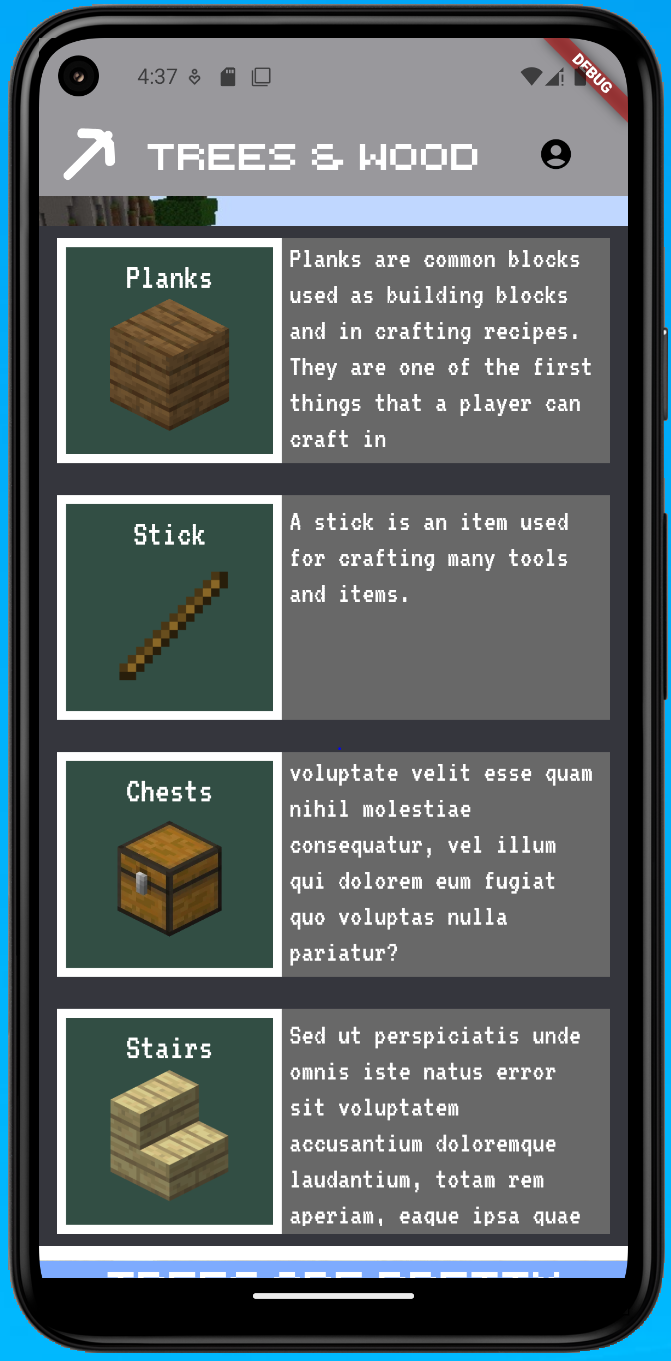 4:37
DEBUG
TREES & WOOD
Planks
Planks are common blocks
used as building blocks
and in crafting recipes.
They are one of the first
things that a player can
craft in
Stick
A stick is an item used
for crafting many tools
and items.
Chests
voluptate velit esse quam
nihil molestiae
consequatur, vel illum
qui dolorem eum fugiat
quo voluptas nulla
pariatur?
Stairs
Sed ut perspiciatis unde
omnis iste natus error
sit voluptatem
accusantium doloremque
laudantium, totam rem
aperiam, eaque ipsa quae